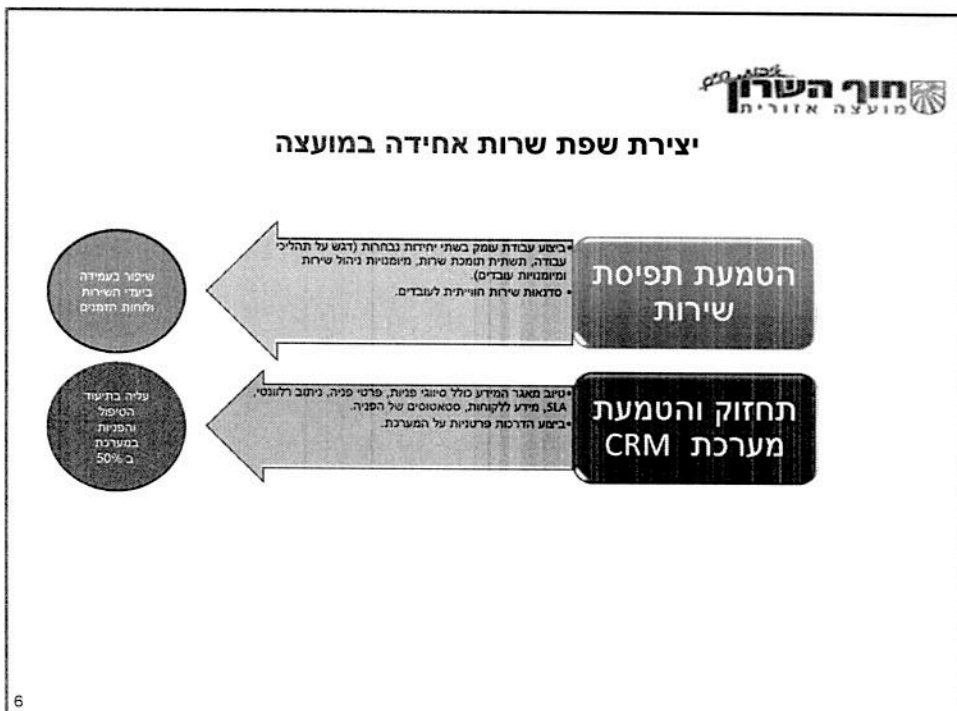 חוף השרון
מועצה אזורית
יצירת שפת שרות אחידה במועצה
הטמעת תפיסת
שירות
•ביצוע עבודת עומק בשתי יחידות נבחרות (דגש על תהליכי
עבודה, תשתית תומכת שרות, מיומנויות ניהול שירות
ומיומנויות עובדים).
• סדנאות שירות חווייתית לעובדים.
שיפור בעמידה
ביעדי השירות
ולוחות הזמנים
תחזוק והטמעת
מערכת CRM
•טיוב מאגר המידע כולל סיווגי פניות, פרטי פניה, ניתוב רלוונטי,
SLA, מידע ללקוחות, סטאטוסים של הפניה.
•ביצוע הדרכות פרטניות על המערכת.
עליה בתיעוד
הטיפול
והפניות
במערכת
ב 50%
6